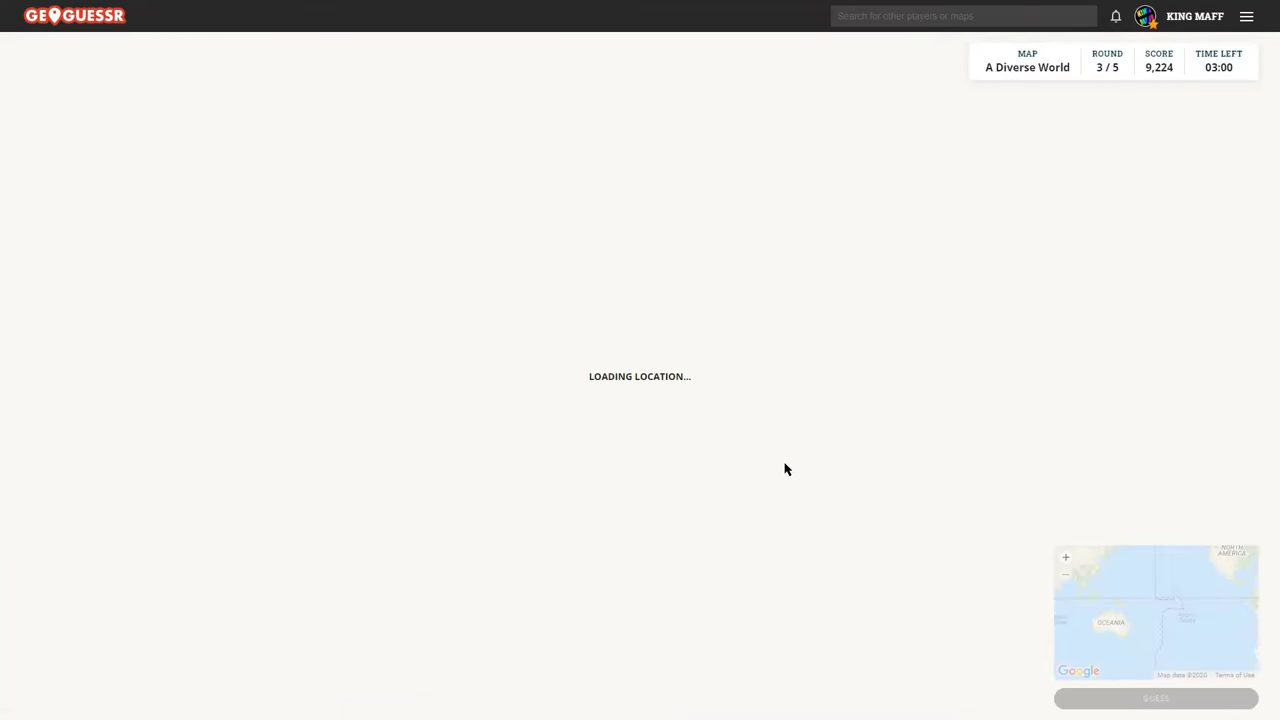 GEOGUESSR
Search for other players or maps
KING MAFF
MAP
A Diverse World
ROUND
3 / 5
SCORE
9,224
TIME LEFT
03:00
LOADING LOCATION...
NORTH
AMERICA
OCEANIA
Google
Map data ©2020
Terms of Use
GUESS